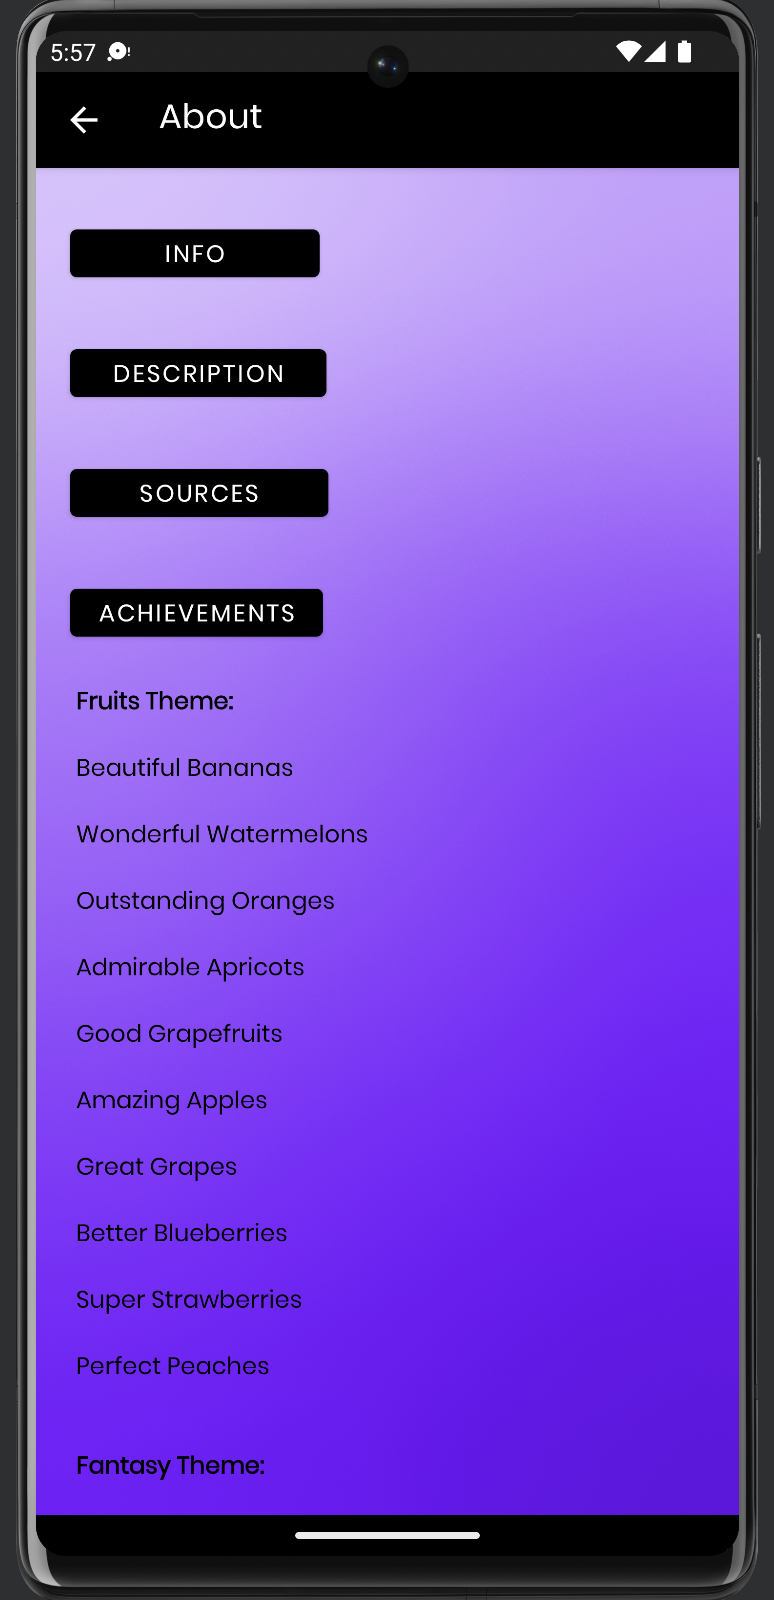 5:57
About
INFO
DESCRIPTION
SOURCES
ACHIEVEMENTS
Fruits Theme:
Beautiful Bananas
Wonderful Watermelons
Outstanding Oranges
Admirable Apricots
Good Grapefruits
Amazing Apples
Great Grapes
Better Blueberries
Super Strawberries
Perfect Peaches
Fantasy Theme: